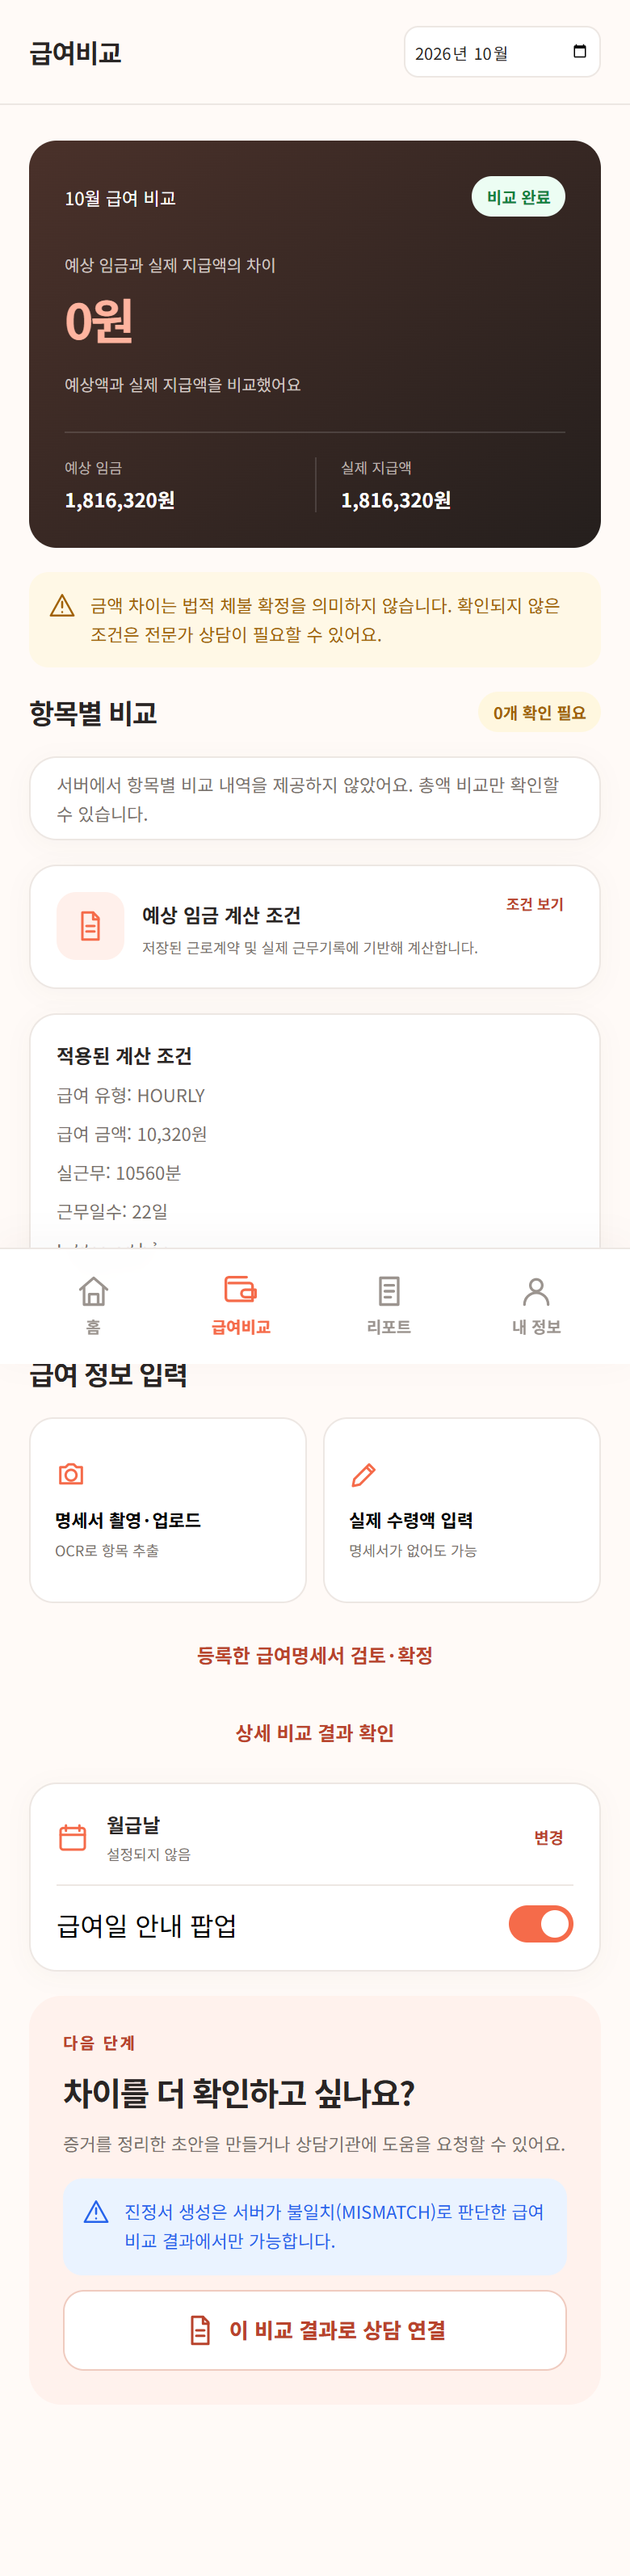 급여비교
2026년 10월
10월 급여 비교
비교 완료
예상 임금과 실제 지급액의 차이
0원
예상액과 실제 지급액을 비교했어요
예상 임금
실제 지급액
1,816,320원
1,816,320원
금액 차이는 법적 체불 확정을 의미하지 않습니다. 확인되지 않은
조건은 전문가 상담이 필요할 수 있어요.
항목별 비교
0개 확인 필요
서버에서 항목별 비교 내역을 제공하지 않았어요. 총액 비교만 확인할
수 있습니다.
예상 임금 계산 조건
조건 보기
저장된 근로계약 및 실제 근무기록에 기반해 계산합니다.
적용된 계산 조건
급여 유형: HOURLY
급여 금액: 10,320원
실근무: 10560분
근무일수: 22일
홈
급여비교
리포트
내 정보
급여 정보 입력
명세서 촬영·업로드
OCR로 항목 추출
실제 수령액 입력
명세서가 없어도 가능
등록한 급여명세서 검토·확정
상세 비교 결과 확인
월급날
설정되지 않음
변경
급여일 안내 팝업
다음 단계
차이를 더 확인하고 싶나요?
증거를 정리한 초안을 만들거나 상담기관에 도움을 요청할 수 있어요.
진정서 생성은 서버가 불일치(MISMATCH)로 판단한 급여
비교 결과에서만 가능합니다.
이 비교 결과로 상담 연결